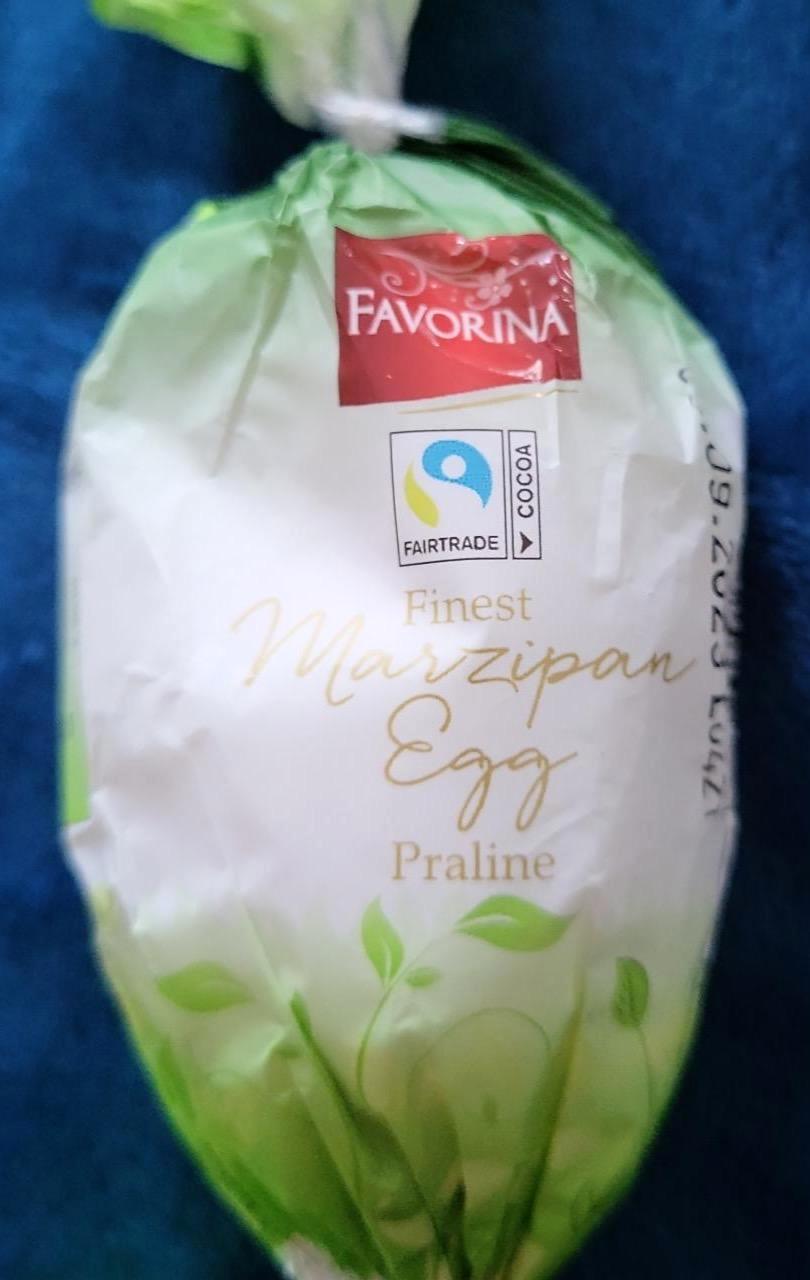 FAVORINA
FAIRTRADE
COCOA
Finest
Marzipan
Egg
Praline